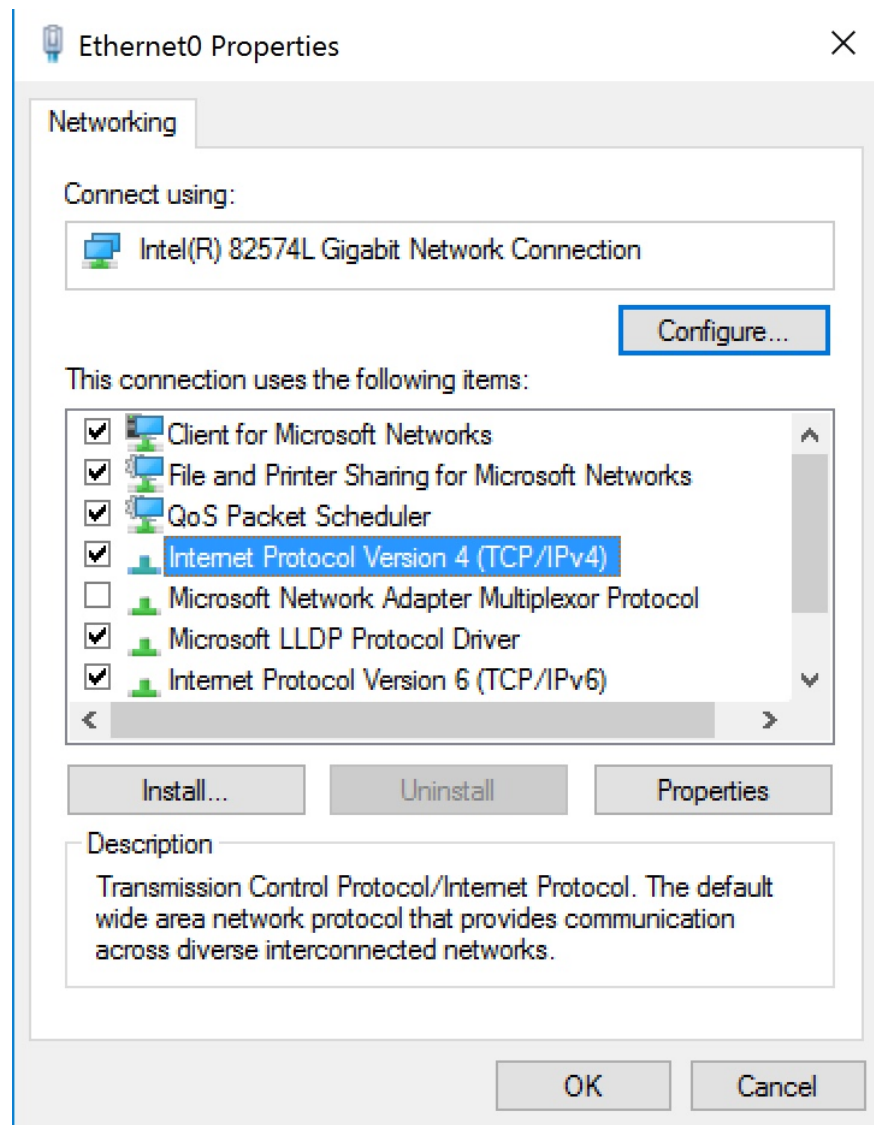 Ethernet0 Properties
Networking
Connect using:
Intel(R) 82574L Gigabit Network Connection
Configure...
This connection uses the following items:
Client for Microsoft Networks
File and Printer Sharing for Microsoft Networks
QoS Packet Scheduler
Internet Protocol Version 4 (TCP/IPv4)
Microsoft Network Adapter Multiplexor Protocol
Microsoft LLDP Protocol Driver
Internet Protocol Version 6 (TCP/IPv6)
Install... Uninstall Properties
Description
Transmission Control Protocol/Internet Protocol. The default
wide area network protocol that provides communication
across diverse interconnected networks.
OK Cancel